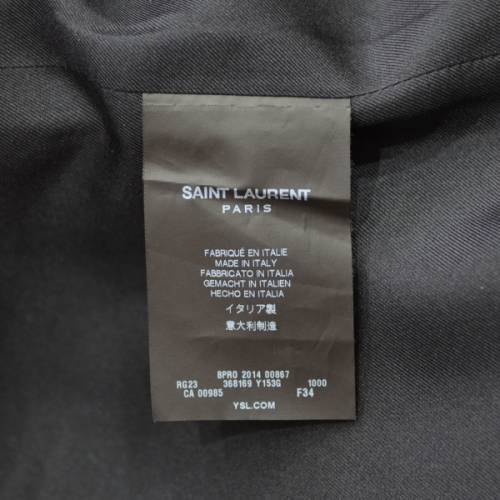 SAINT LAURENT
PARIS
FABRIQUÉ EN ITALIE
MADE IN ITALY
FABBRICATO IN ITALIA
GEMACHT IN ITALIEN
HECHO EN ITALIA
イタリア製
意大利制造
BPRO 2014 00867
RG23 368169 Y153G 1000
CA 00985 F34
YSL.COM